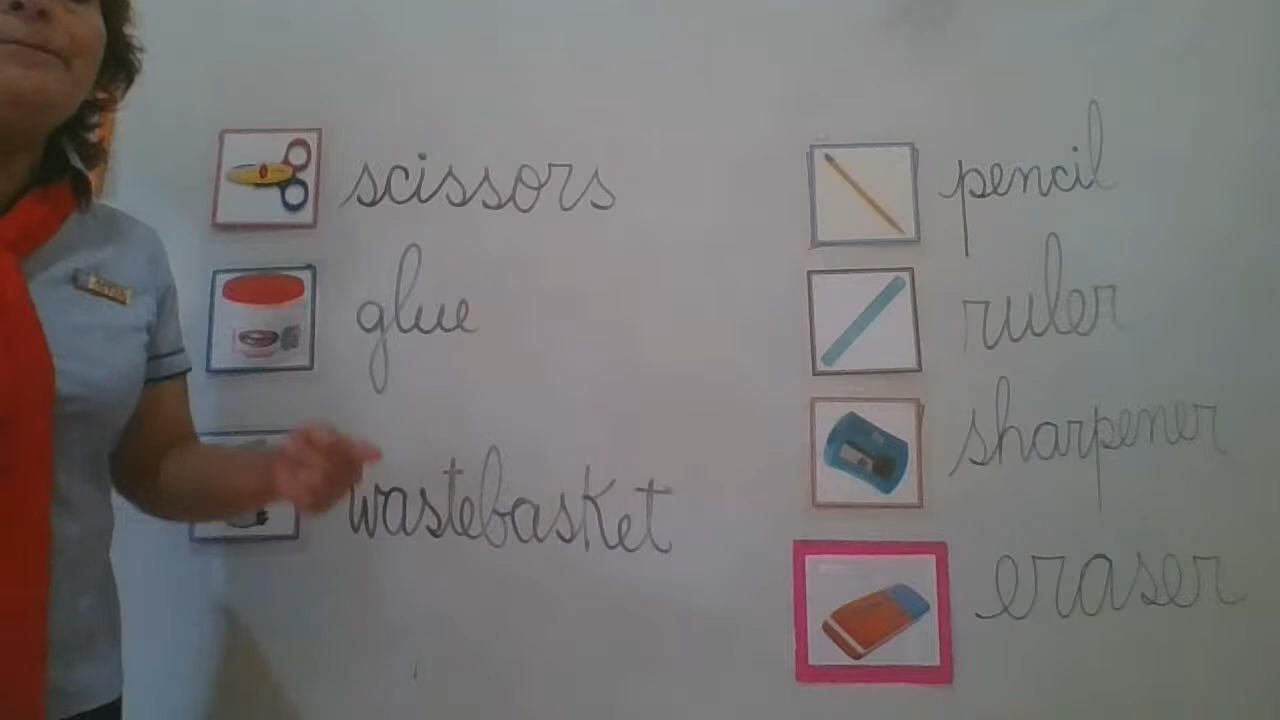 scissors
glue
wastebasket
pencil
ruler
sharpener
eraser